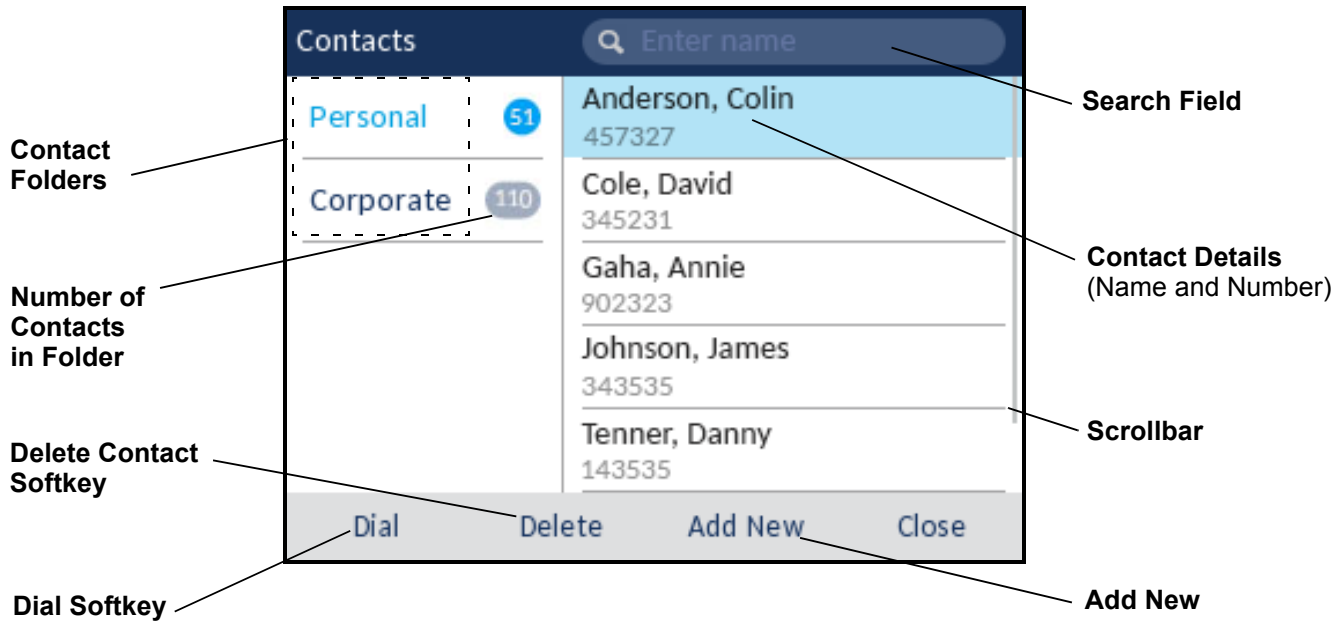 Contacts
Enter name
Personal
51
Corporate
110
Anderson, Colin
457327
Cole, David
345231
Gaha, Annie
902323
Johnson, James
343535
Tenner, Danny
143535
Dial
Delete
Add New
Close
Contact
Folders
Number of
Contacts
in Folder
Delete Contact
Softkey
Dial Softkey
Search Field
Contact Details
(Name and Number)
Scrollbar
Add New